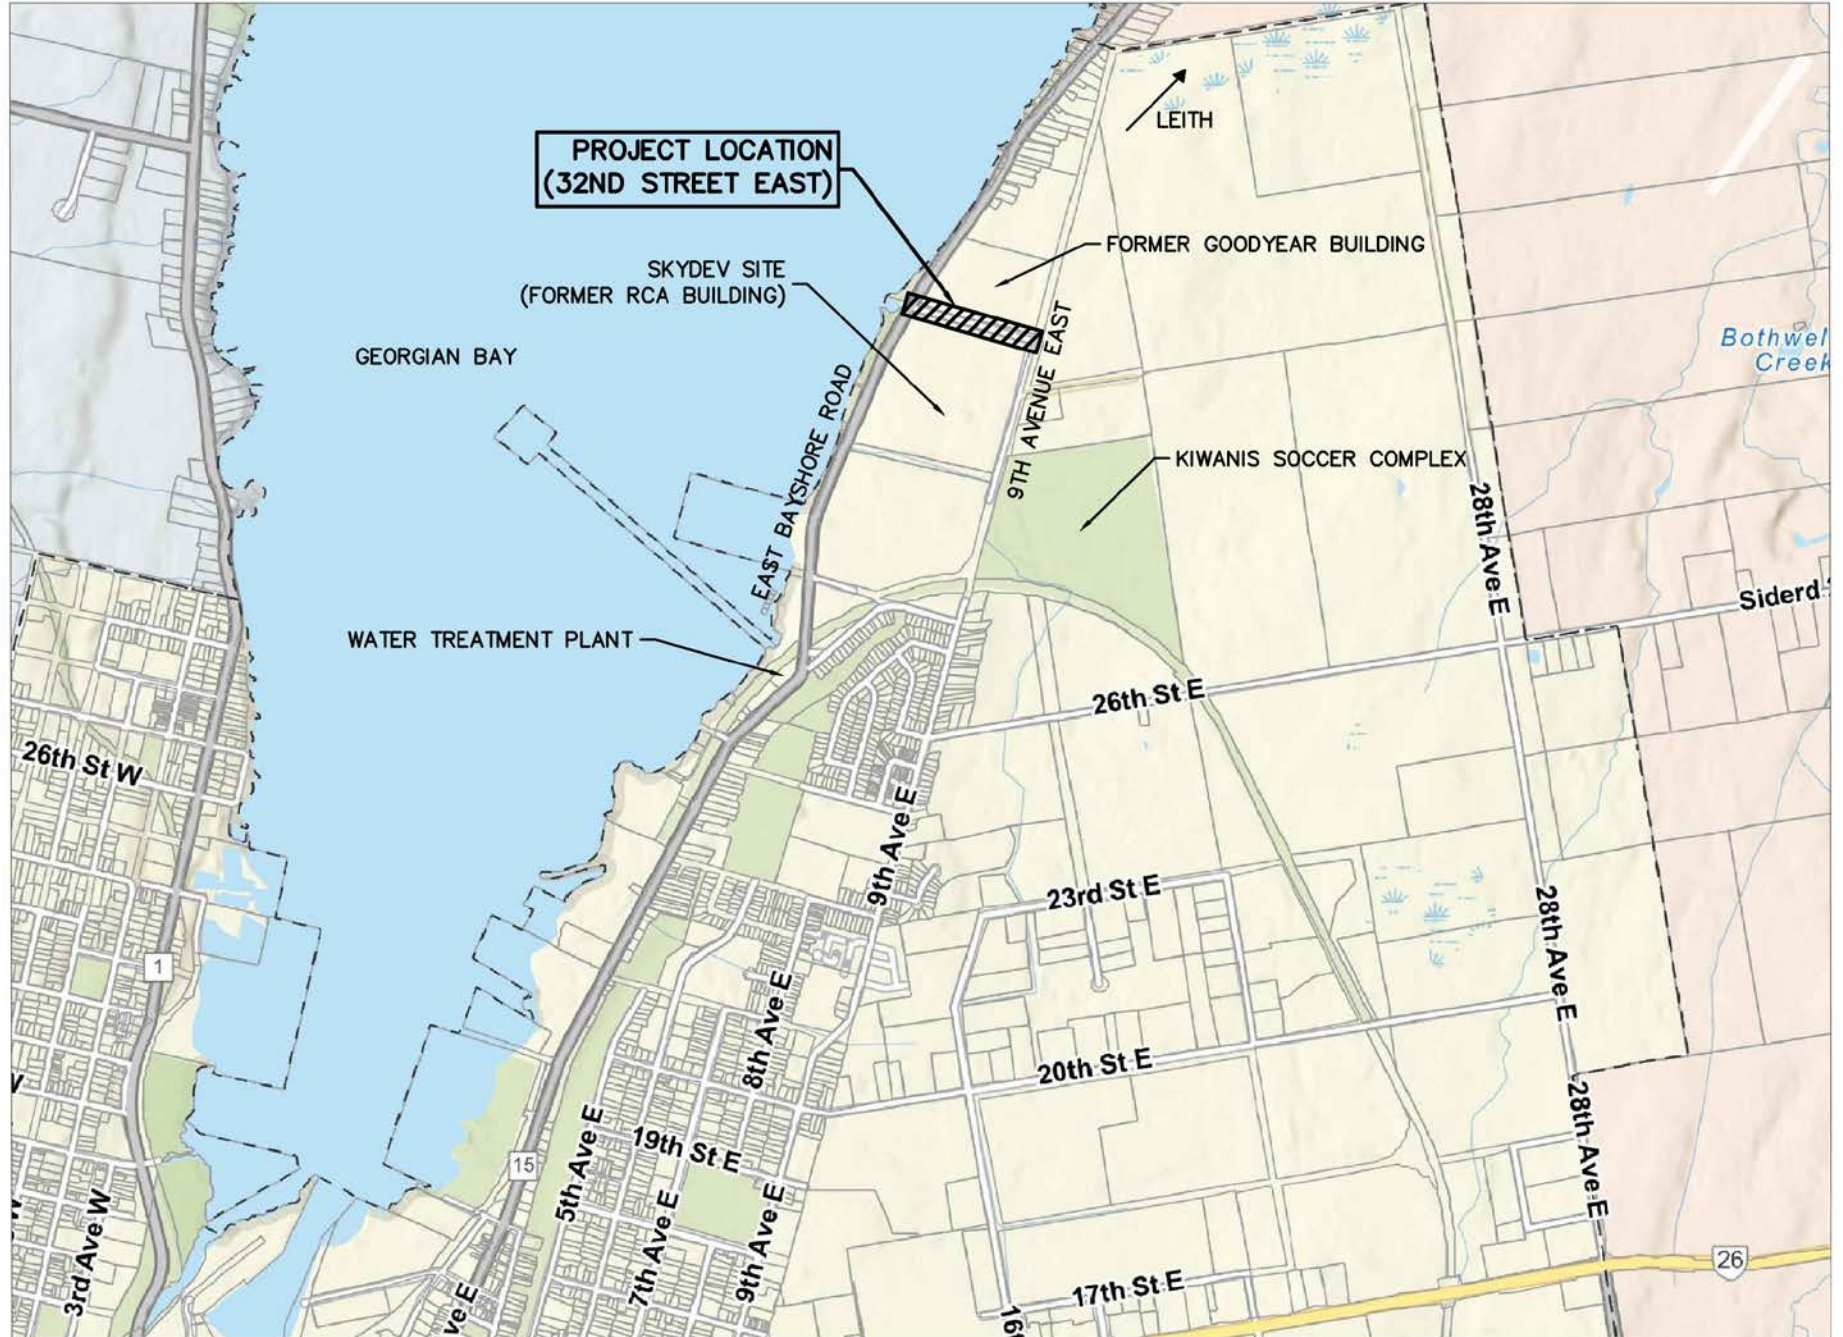 LEITH
PROJECT LOCATION
(32ND STREET EAST)
FORMER GOODYEAR BUILDING
SKYDEV SITE
(FORMER RCA BUILDING)
GEORGIAN BAY
Bothwel
Creek
EAST BAYSHORE ROAD
9TH AVENUE EAST
KIWANIS SOCCER COMPLEX
28th Ave E
Siderd
WATER TREATMENT PLANT
26th St E
26th St W
9th Ave E
23rd St E
28th Ave E
1
8th Ave E
20th St E
28th Ave E
15
5th Ave E
19th St E
7th Ave E
9th Ave E
3rd Ave W
W
W
26
17th St E
ve E
16